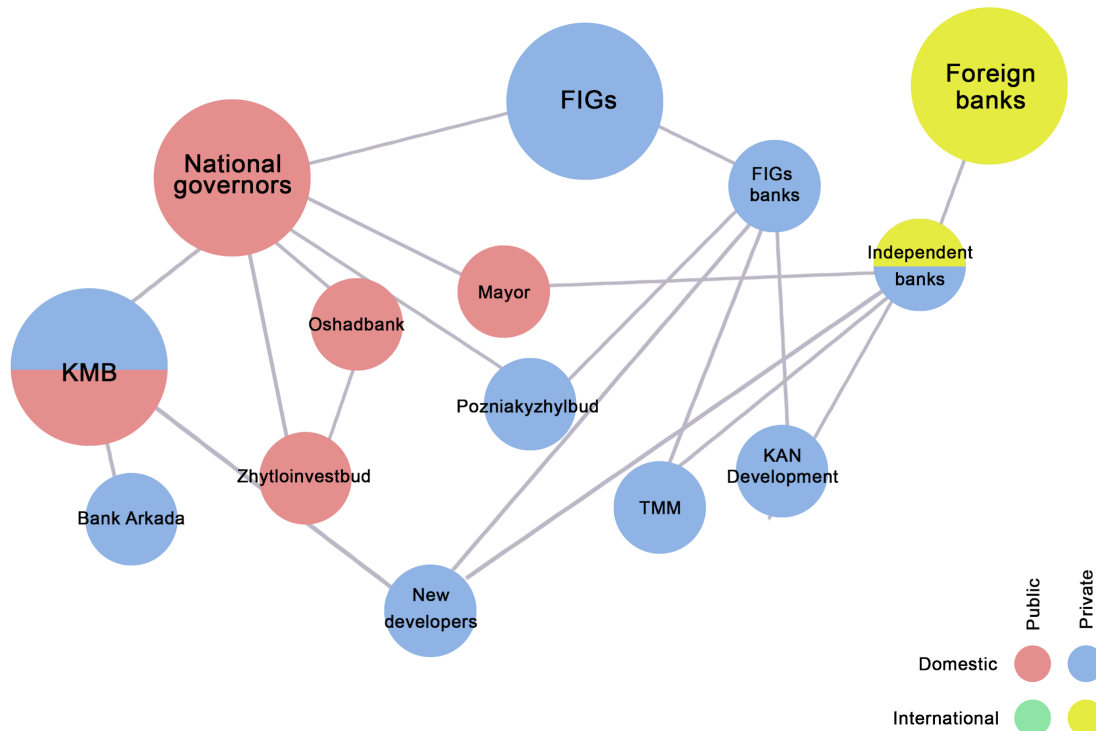 FIGs
Foreign
banks
National
governors
FIGs
banks
Independent
banks
Mayor
Oshadbank
KMB
Pozniakyzhylbud
Zhytloinvestbud
KAN
Development
TMM
Bank Arkada
New
developers
Public
Private
Domestic
International